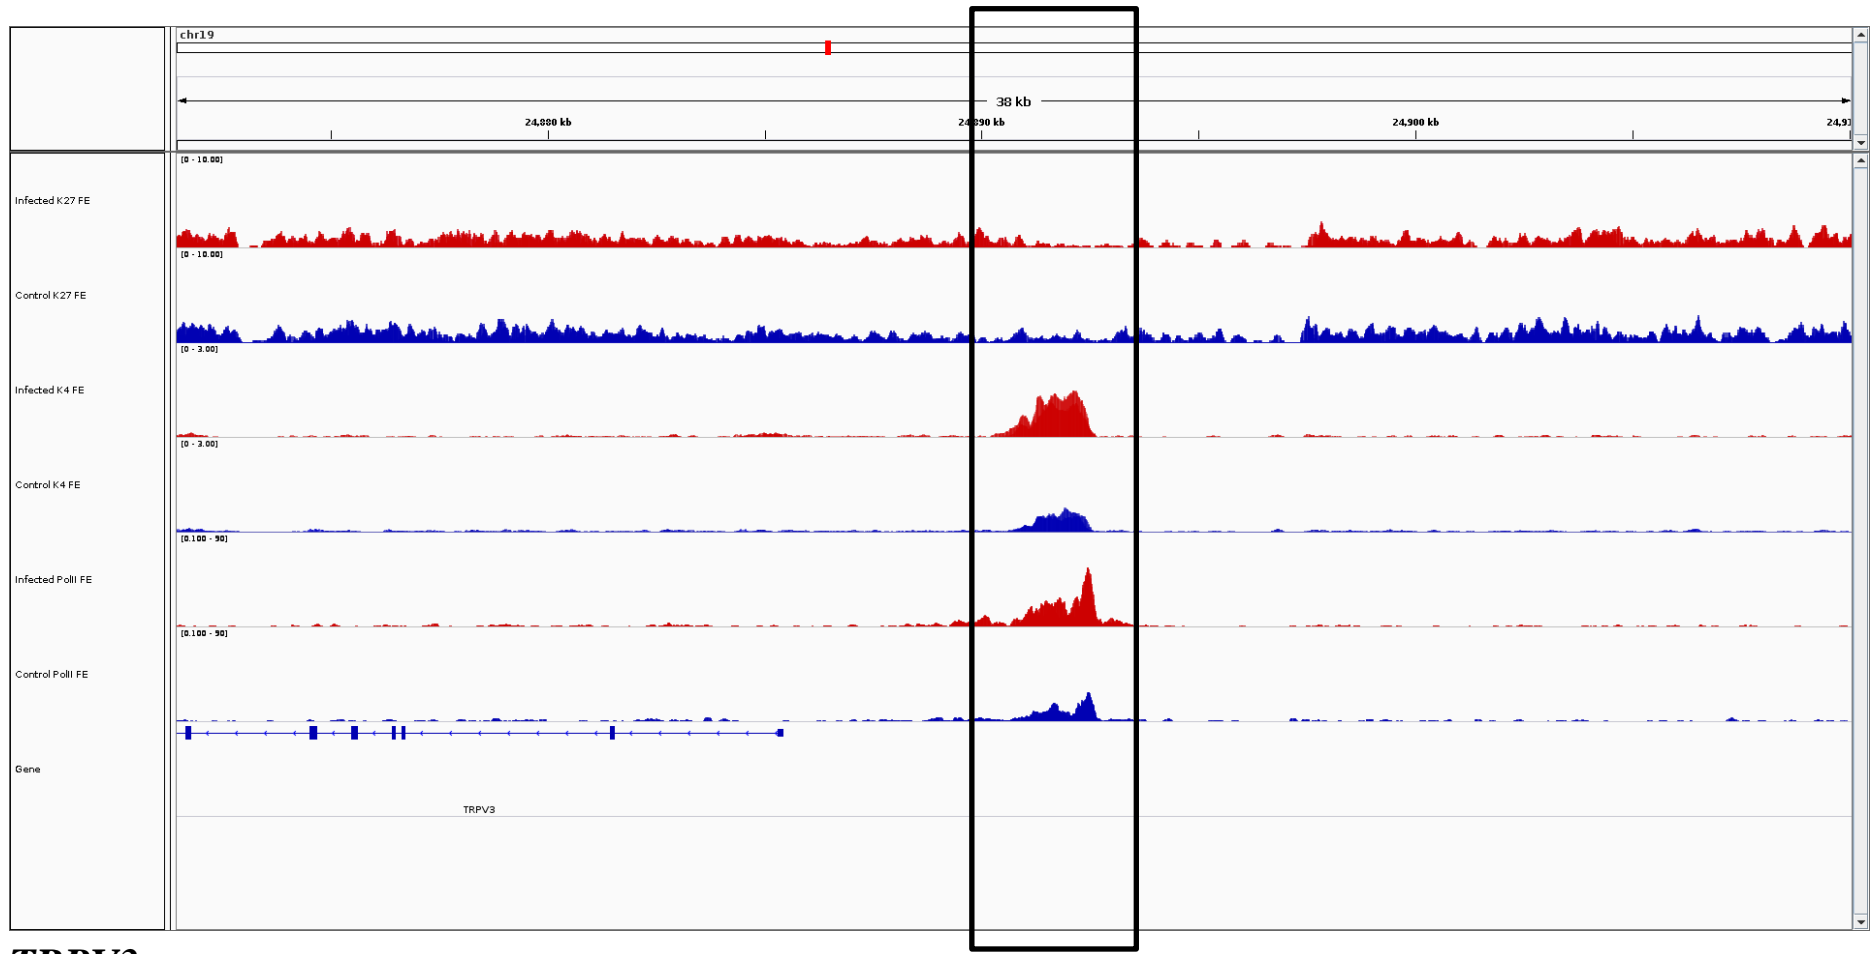 chr19
38 kb
24,880 kb
24,890 kb
24,900 kb
24,91
[0 - 10.00]
Infected K27 FE
[0 - 10.00]
Control K27 FE
[0 - 3.00]
Infected K4 FE
[0 - 3.00]
Control K4 FE
[0.100 - 90]
Infected PolII FE
[0.100 - 90]
Control PolII FE
Gene
TRPV3